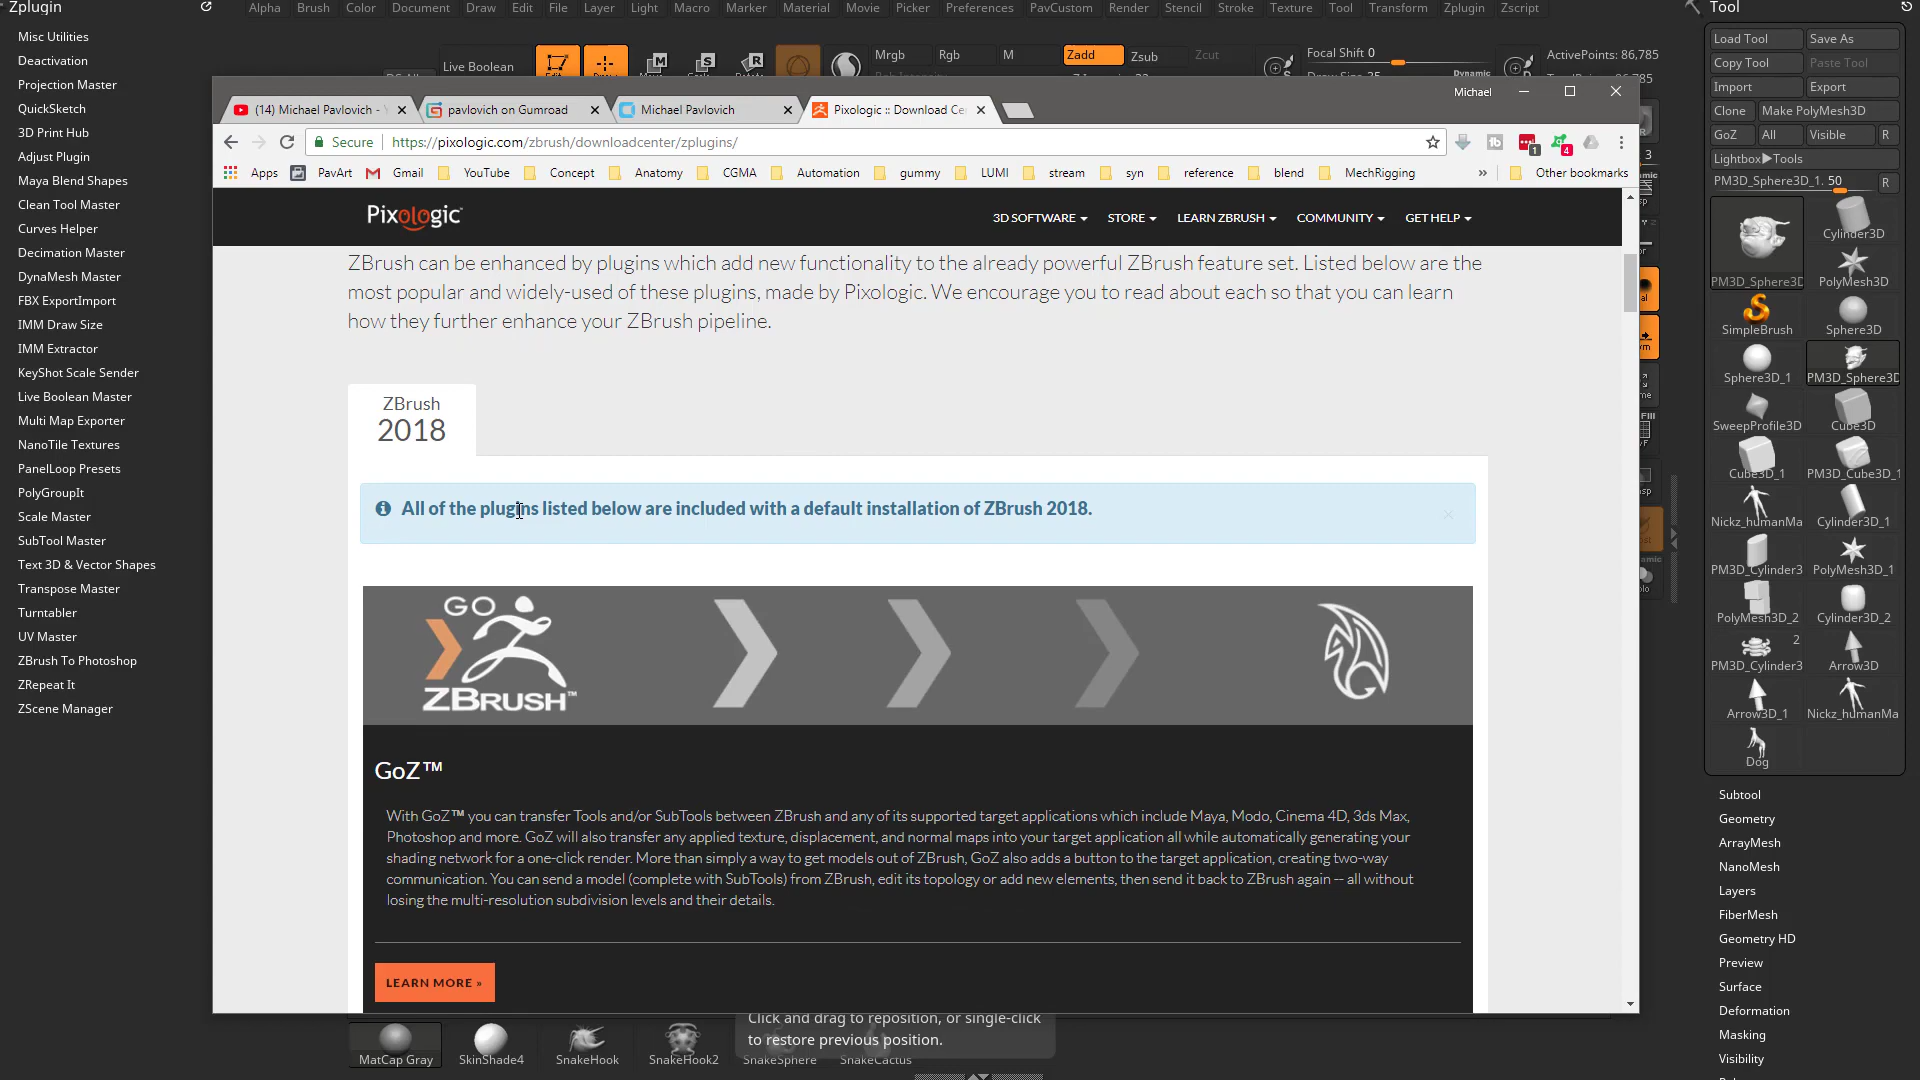 Zplugin
Alpha Brush Color Document Draw Edit File Layer Light Macro Marker Material Movie Picker Preferences PavCustom Render Stencil Stroke Texture Tool Transform Zplugin Zscript
Tool
Misc Utilities
Deactivation
Projection Master
QuickSketch
3D Print Hub
Adjust Plugin
Maya Blend Shapes
Clean Tool Master
Curves Helper
Decimation Master
DynaMesh Master
FBX ExportImport
IMM Draw Size
IMM Extractor
KeyShot Scale Sender
Live Boolean Master
Multi Map Exporter
NanoTile Textures
PanelLoop Presets
PolyGroupIt
Scale Master
SubTool Master
Text 3D & Vector Shapes
Transpose Master
Turntabler
UV Master
ZBrush To Photoshop
ZRepeat It
ZScene Manager
Live Boolean
Mrgb Rgb M Zadd Zsub Zcut
Focal Shift 0
Draw Size 25
Dynamic
ActivePoints: 86,785
Michael
(14) Michael Pavlovich -
pavlovich on Gumroad
Michael Pavlovich
Pixologic :: Download Ce
Secure https://pixologic.com/zbrush/downloadcenter/zplugins/
1
4
Apps PavArt Gmail YouTube Concept Anatomy CGMA Automation gummy LUMI stream syn reference blend MechRigging » Other bookmarks
Pixologic
3D SOFTWARE STORE LEARN ZBRUSH COMMUNITY GET HELP
ZBrush can be enhanced by plugins which add new functionality to the already powerful ZBrush feature set. Listed below are the
most popular and widely-used of these plugins, made by Pixologic. We encourage you to read about each so that you can learn
how they further enhance your ZBrush pipeline.
ZBrush
2018
All of the plugins listed below are included with a default installation of ZBrush 2018.
×
GO
ZBRUSH™
GoZ™
With GoZ™ you can transfer Tools and/or SubTools between ZBrush and any of its supported target applications which include Maya, Modo, Cinema 4D, 3ds Max,
Photoshop and more. GoZ will also transfer any applied texture, displacement, and normal maps into your target application all while automatically generating your
shading network for a one-click render. More than simply a way to get models out of ZBrush, GoZ also adds a button to the target application, creating two-way
communication. You can send a model (complete with SubTools) from ZBrush, edit its topology or add new elements, then send it back to ZBrush again -- all without
losing the multi-resolution subdivision levels and their details.
LEARN MORE »
Click and drag to reposition, or single-click
to restore previous position.
MatCap Gray SkinShade4 SnakeHook SnakeHook2 SnakeSphere SnakeCactus
Load Tool Save As
Copy Tool Paste Tool
Import Export
Clone Make PolyMesh3D
GoZ All Visible R
Lightbox▶Tools
PM3D_Sphere3D_1. 50 R
PM3D_Sphere3D
Cylinder3D
PolyMesh3D
SimpleBrush Sphere3D
Sphere3D_1 PM3D_Sphere3D
SweepProfile3D Cube3D
Cube3D_1 PM3D_Cube3D_1
Nickz_humanMa Cylinder3D_1
PM3D_Cylinder3 PolyMesh3D_1
PolyMesh3D_2 Cylinder3D_2
2
PM3D_Cylinder3 Arrow3D
Arrow3D_1 Nickz_humanMa
Dog
Subtool
Geometry
ArrayMesh
NanoMesh
Layers
FiberMesh
Geometry HD
Preview
Surface
Deformation
Masking
Visibility